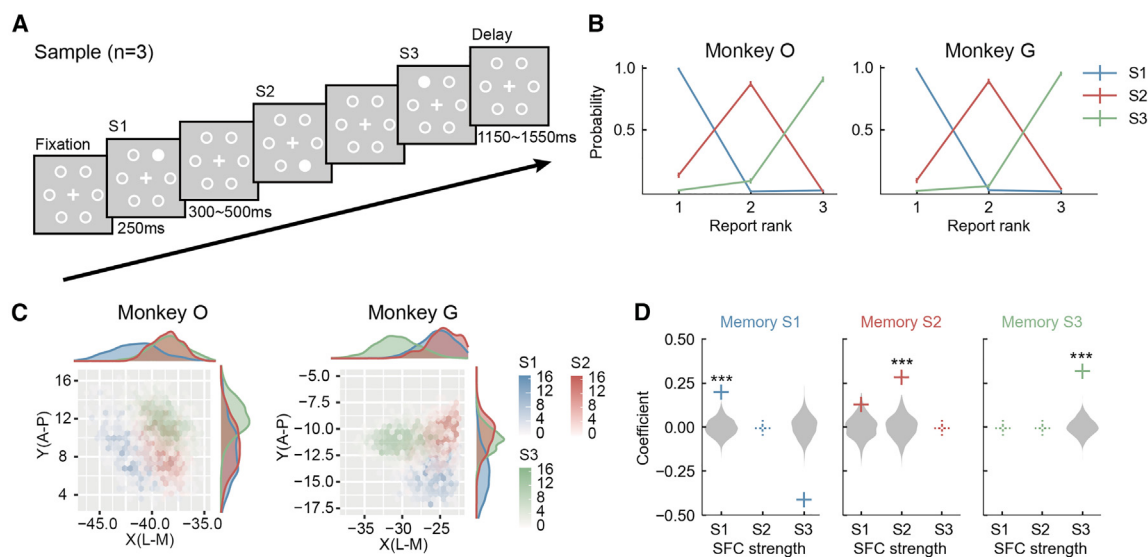 A
Sample (n=3)
Fixation
S1
S2
S3
Delay
250ms
300~500ms
1150~1550ms
B
Monkey O
Monkey G
Probability
1.0
0.5
1 2 3
Report rank
1.0
0.5
1 2 3
Report rank
S1
S2
S3
C
Monkey O
Monkey G
Y(A-P)
16
12
8
4
−45.0 −40.0 −35.0
X(L-M)
Y(A-P)
−5.0
−7.5
−10.0
−12.5
−15.0
−17.5
−35 −30 −25
X(L-M)
S1
16
12
8
4
0
S2
16
12
8
4
0
S3
16
12
8
4
0
D
Memory S1
Memory S2
Memory S3
Coefficient
0.50
0.25
0.00
−0.25
−0.50
***
***
***
S1 S2 S3
SFC strength
S1 S2 S3
SFC strength
S1 S2 S3
SFC strength